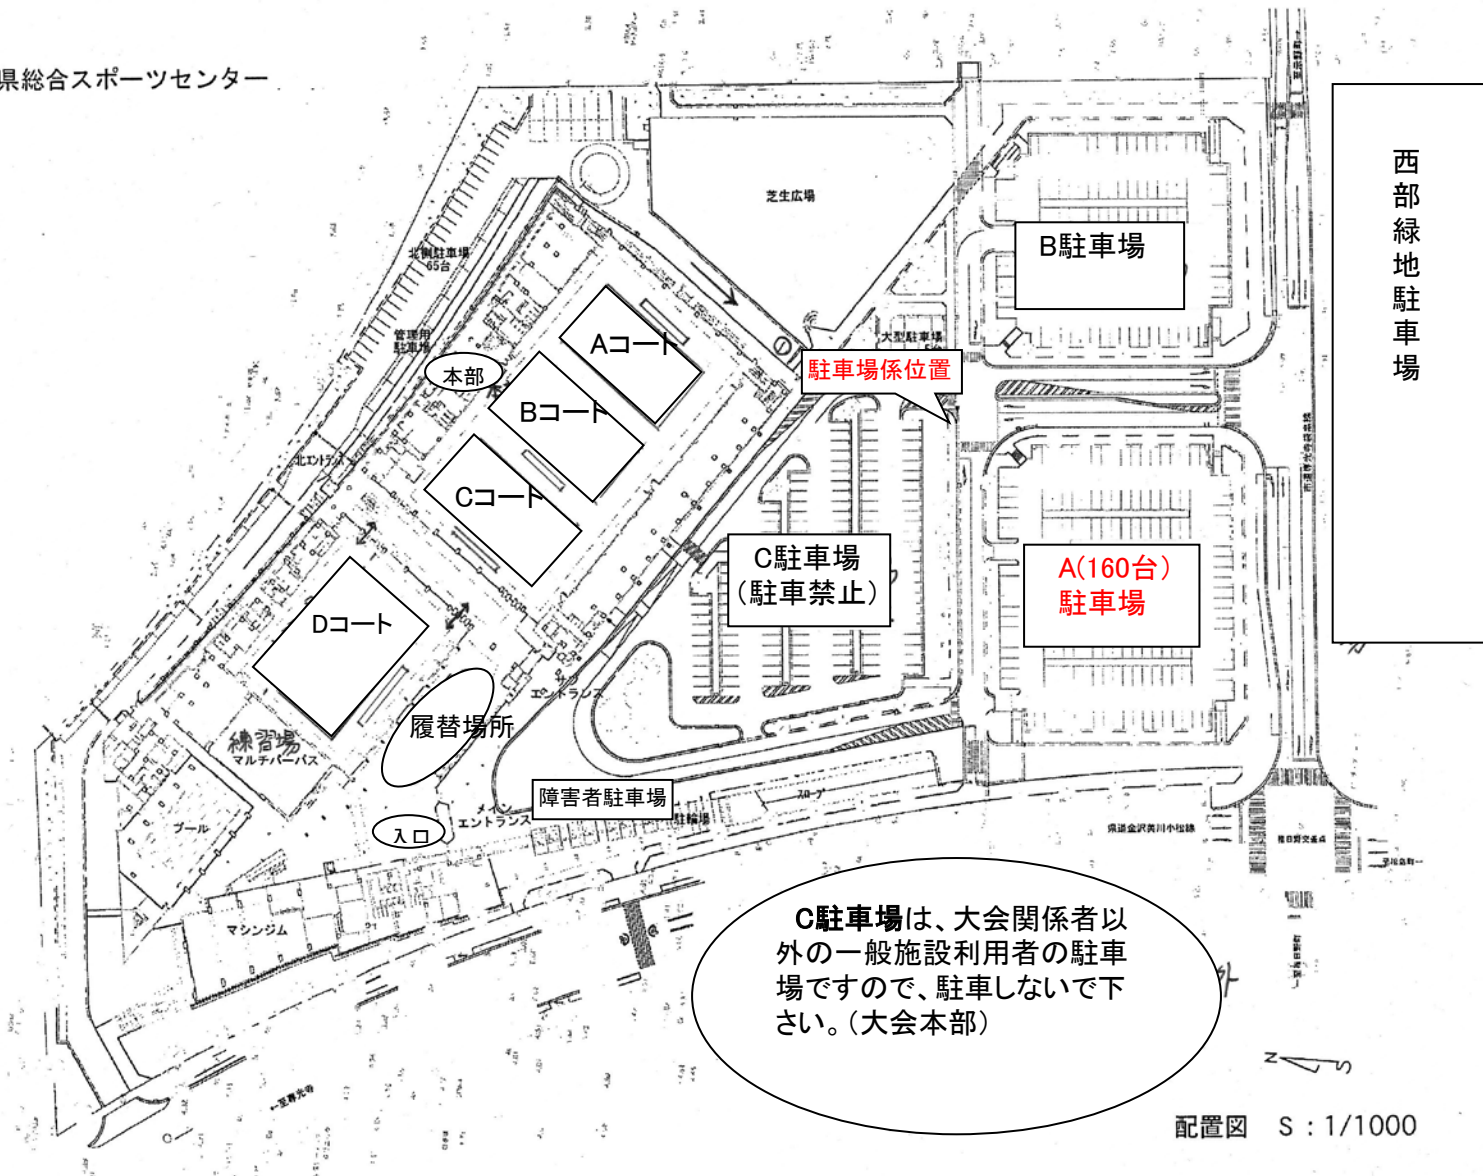 県総合スポーツセンター
西部緑地駐車場
芝生広場
北側駐車場
65台
管理用
駐車場
B駐車場
大型駐車場
Aコート
駐車場係位置
本部
Bコート
北エントランス
Cコート
C駐車場
（駐車禁止）
A(160台）
駐車場
Dコート
エントランス
履替場所
練習場
マルチパーパス
障害者駐車場
スロープ
メイン
エントランス
駐輪場
プール
入口
県道金沢美川小松線
マシンジム
C駐車場は、大会関係者以
外の一般施設利用者の駐車
場ですので、駐車しないで下
さい。（大会本部）
N
S
配置図　S：1/1000